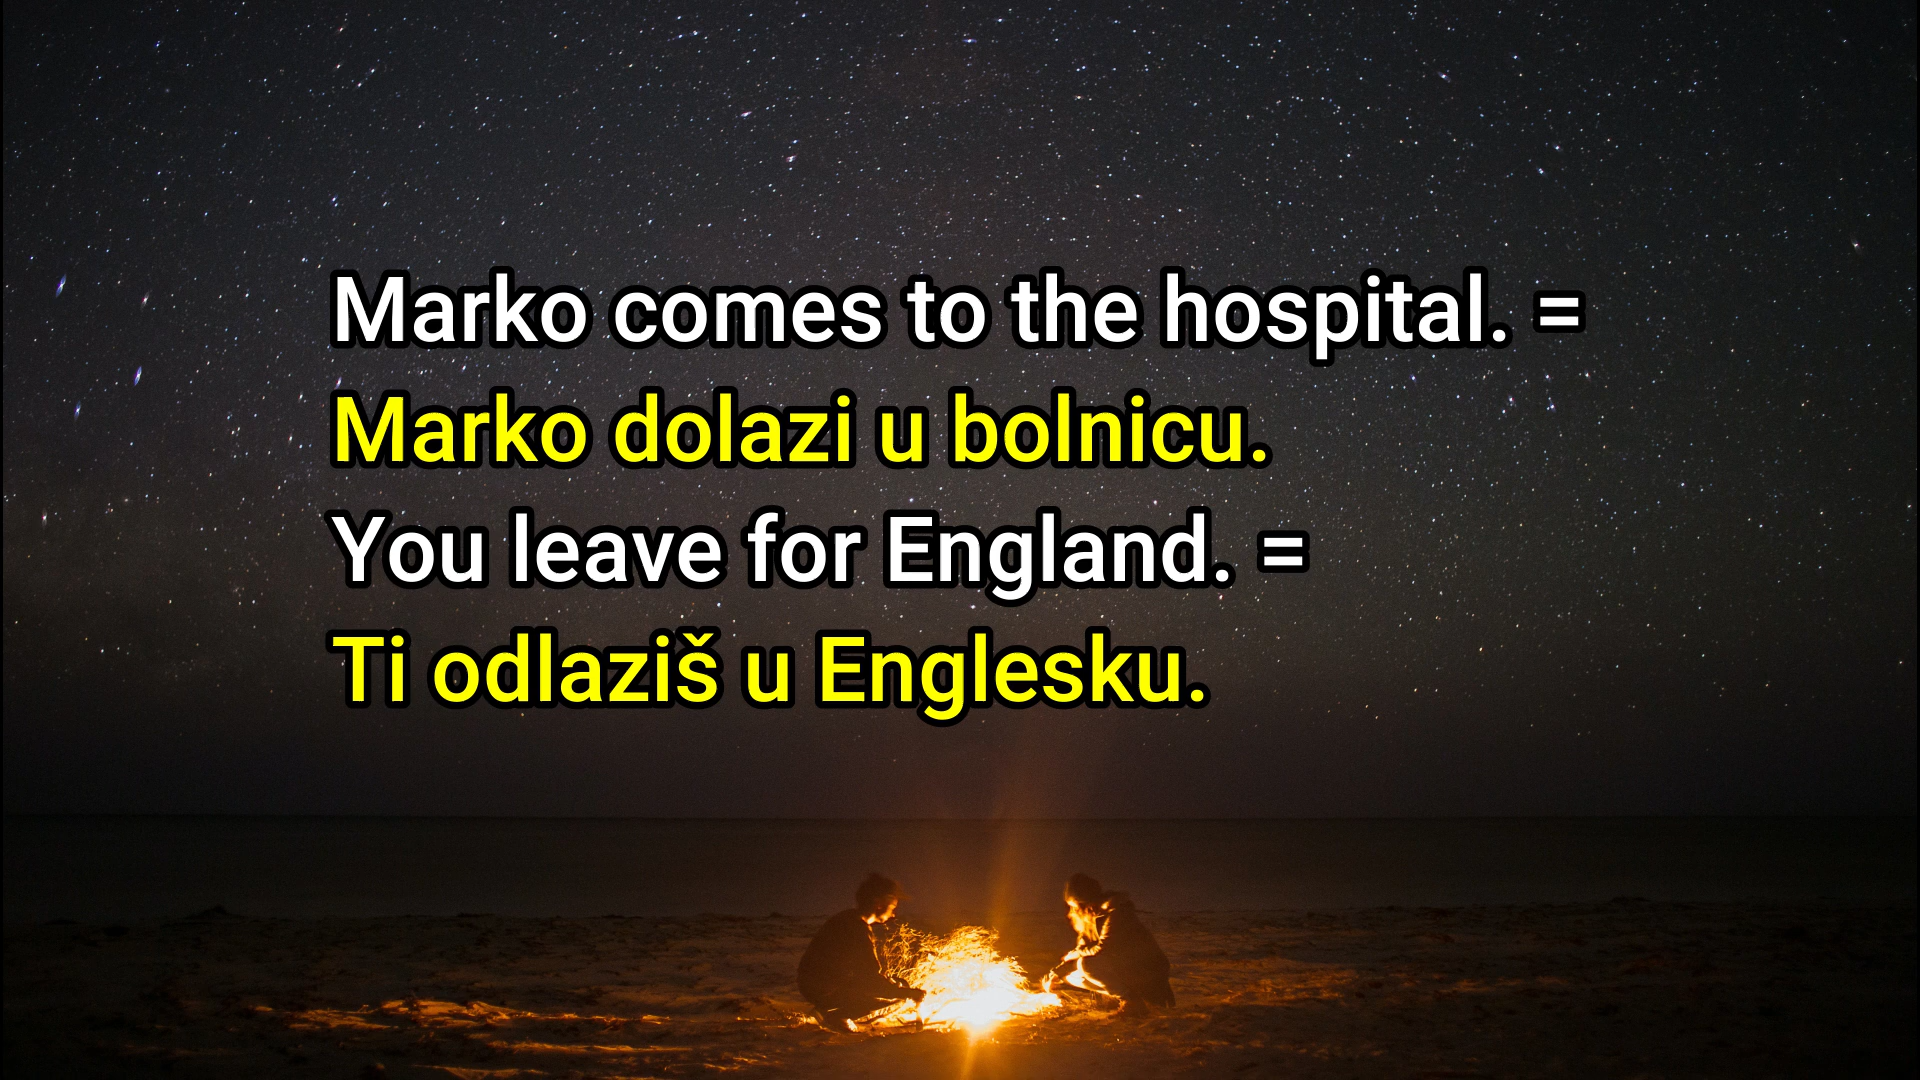 Marko comes to the hospital. =
Marko dolazi u bolnicu.
You leave for England. =
Ti odlaziš u Englesku.